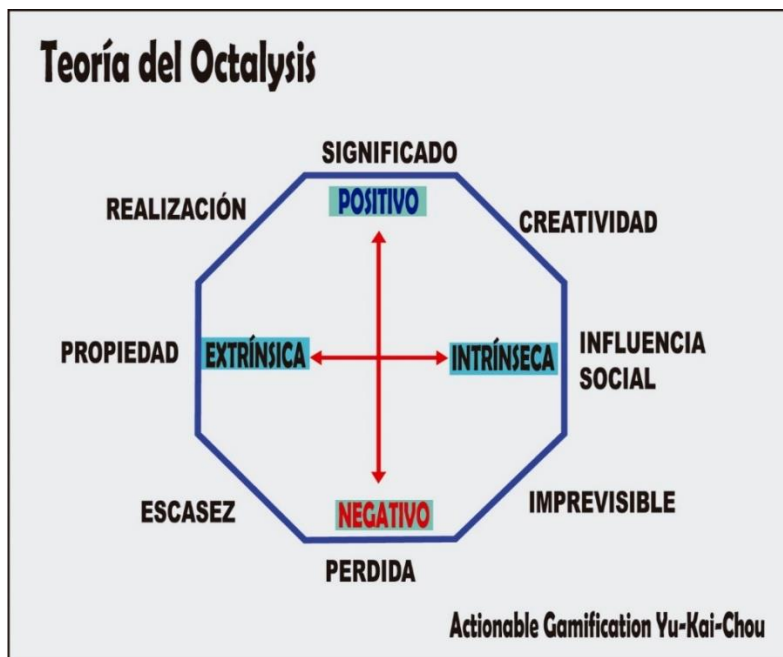 Teoría del Octalysis
SIGNIFICADO
REALIZACIÓN
POSITIVO
CREATIVIDAD
PROPIEDAD
EXTRÍNSICA
INTRÍNSECA
INFLUENCIA
SOCIAL
ESCASEZ
NEGATIVO
IMPREVISIBLE
PERDIDA
Actionable Gamification Yu-Kai-Chou